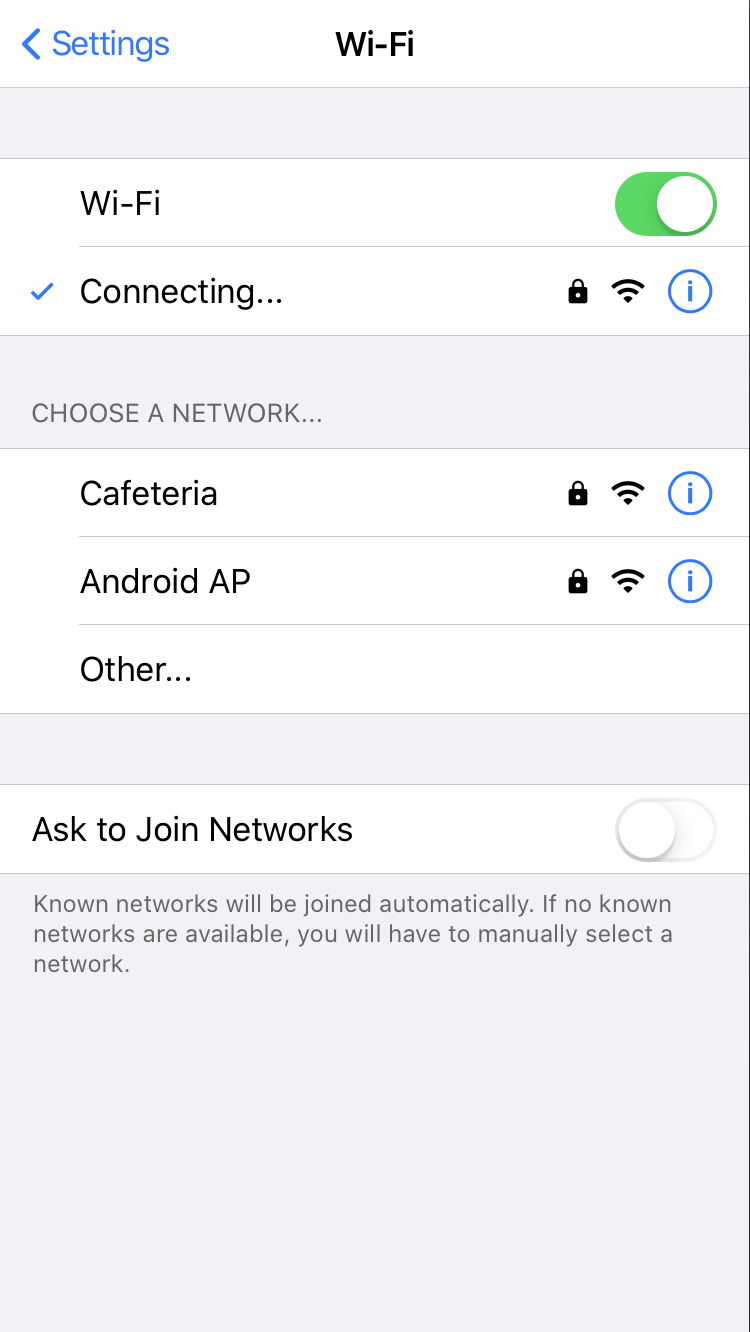 Settings
Wi-Fi
Wi-Fi
Connecting...
CHOOSE A NETWORK...
Cafeteria
Android AP
Other...
Ask to Join Networks
Known networks will be joined automatically. If no known
networks are available, you will have to manually select a
network.